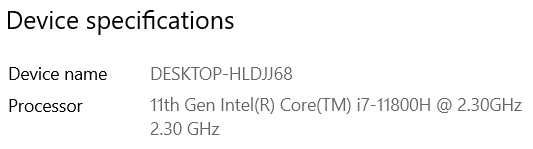 Device specifications
Device name DESKTOP-HLDJJ68
Processor 11th Gen Intel(R) Core(TM) i7-11800H @ 2.30GHz
2.30 GHz